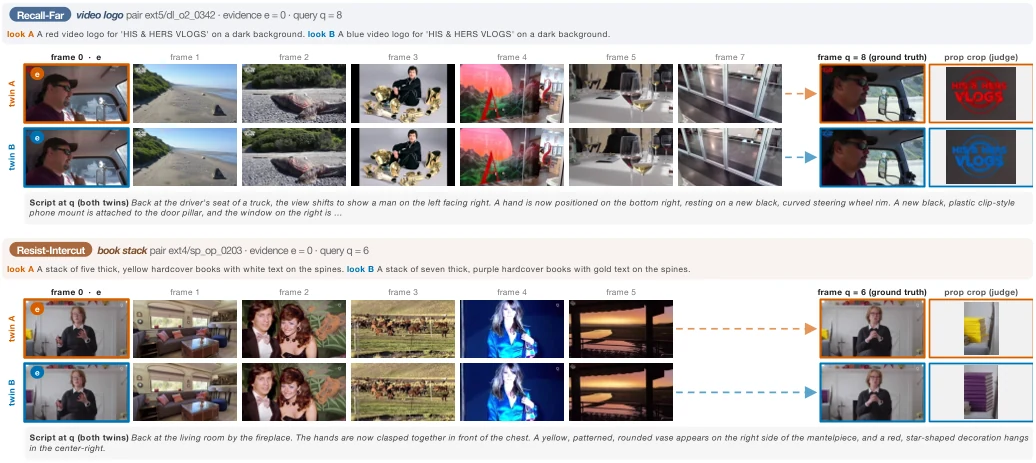 Recall-Far video logo pair ext5/dl_o2_0342 · evidence e = 0 · query q = 8
look A A red video logo for 'HIS & HERS VLOGS' on a dark background. look B A blue video logo for 'HIS & HERS VLOGS' on a dark background.
frame 0 · e frame 1 frame 2 frame 3 frame 4 frame 5 frame 7 frame q = 8 (ground truth) prop crop (judge)
twin A
e
HIS & HERS
VLOGS
twin B
e
HIS & HERS
VLOGS
Script at q (both twins) Back at the driver's seat of a truck, the view shifts to show a man on the left facing right. A hand is now positioned on the bottom right, resting on a new black, curved steering wheel rim. A new black, plastic clip-style
phone mount is attached to the door pillar, and the window on the right is ...
Resist-Intercut book stack pair ext4/sp_op_0203 · evidence e = 0 · query q = 6
look A A stack of five thick, yellow hardcover books with white text on the spines. look B A stack of seven thick, purple hardcover books with gold text on the spines.
frame 0 · e frame 1 frame 2 frame 3 frame 4 frame 5 frame q = 6 (ground truth) prop crop (judge)
twin A
e
twin B
e
Script at q (both twins) Back at the living room by the fireplace. The hands are now clasped together in front of the chest. A yellow, patterned, rounded vase appears on the right side of the mantelpiece, and a red, star-shaped decoration hangs
in the center-right.